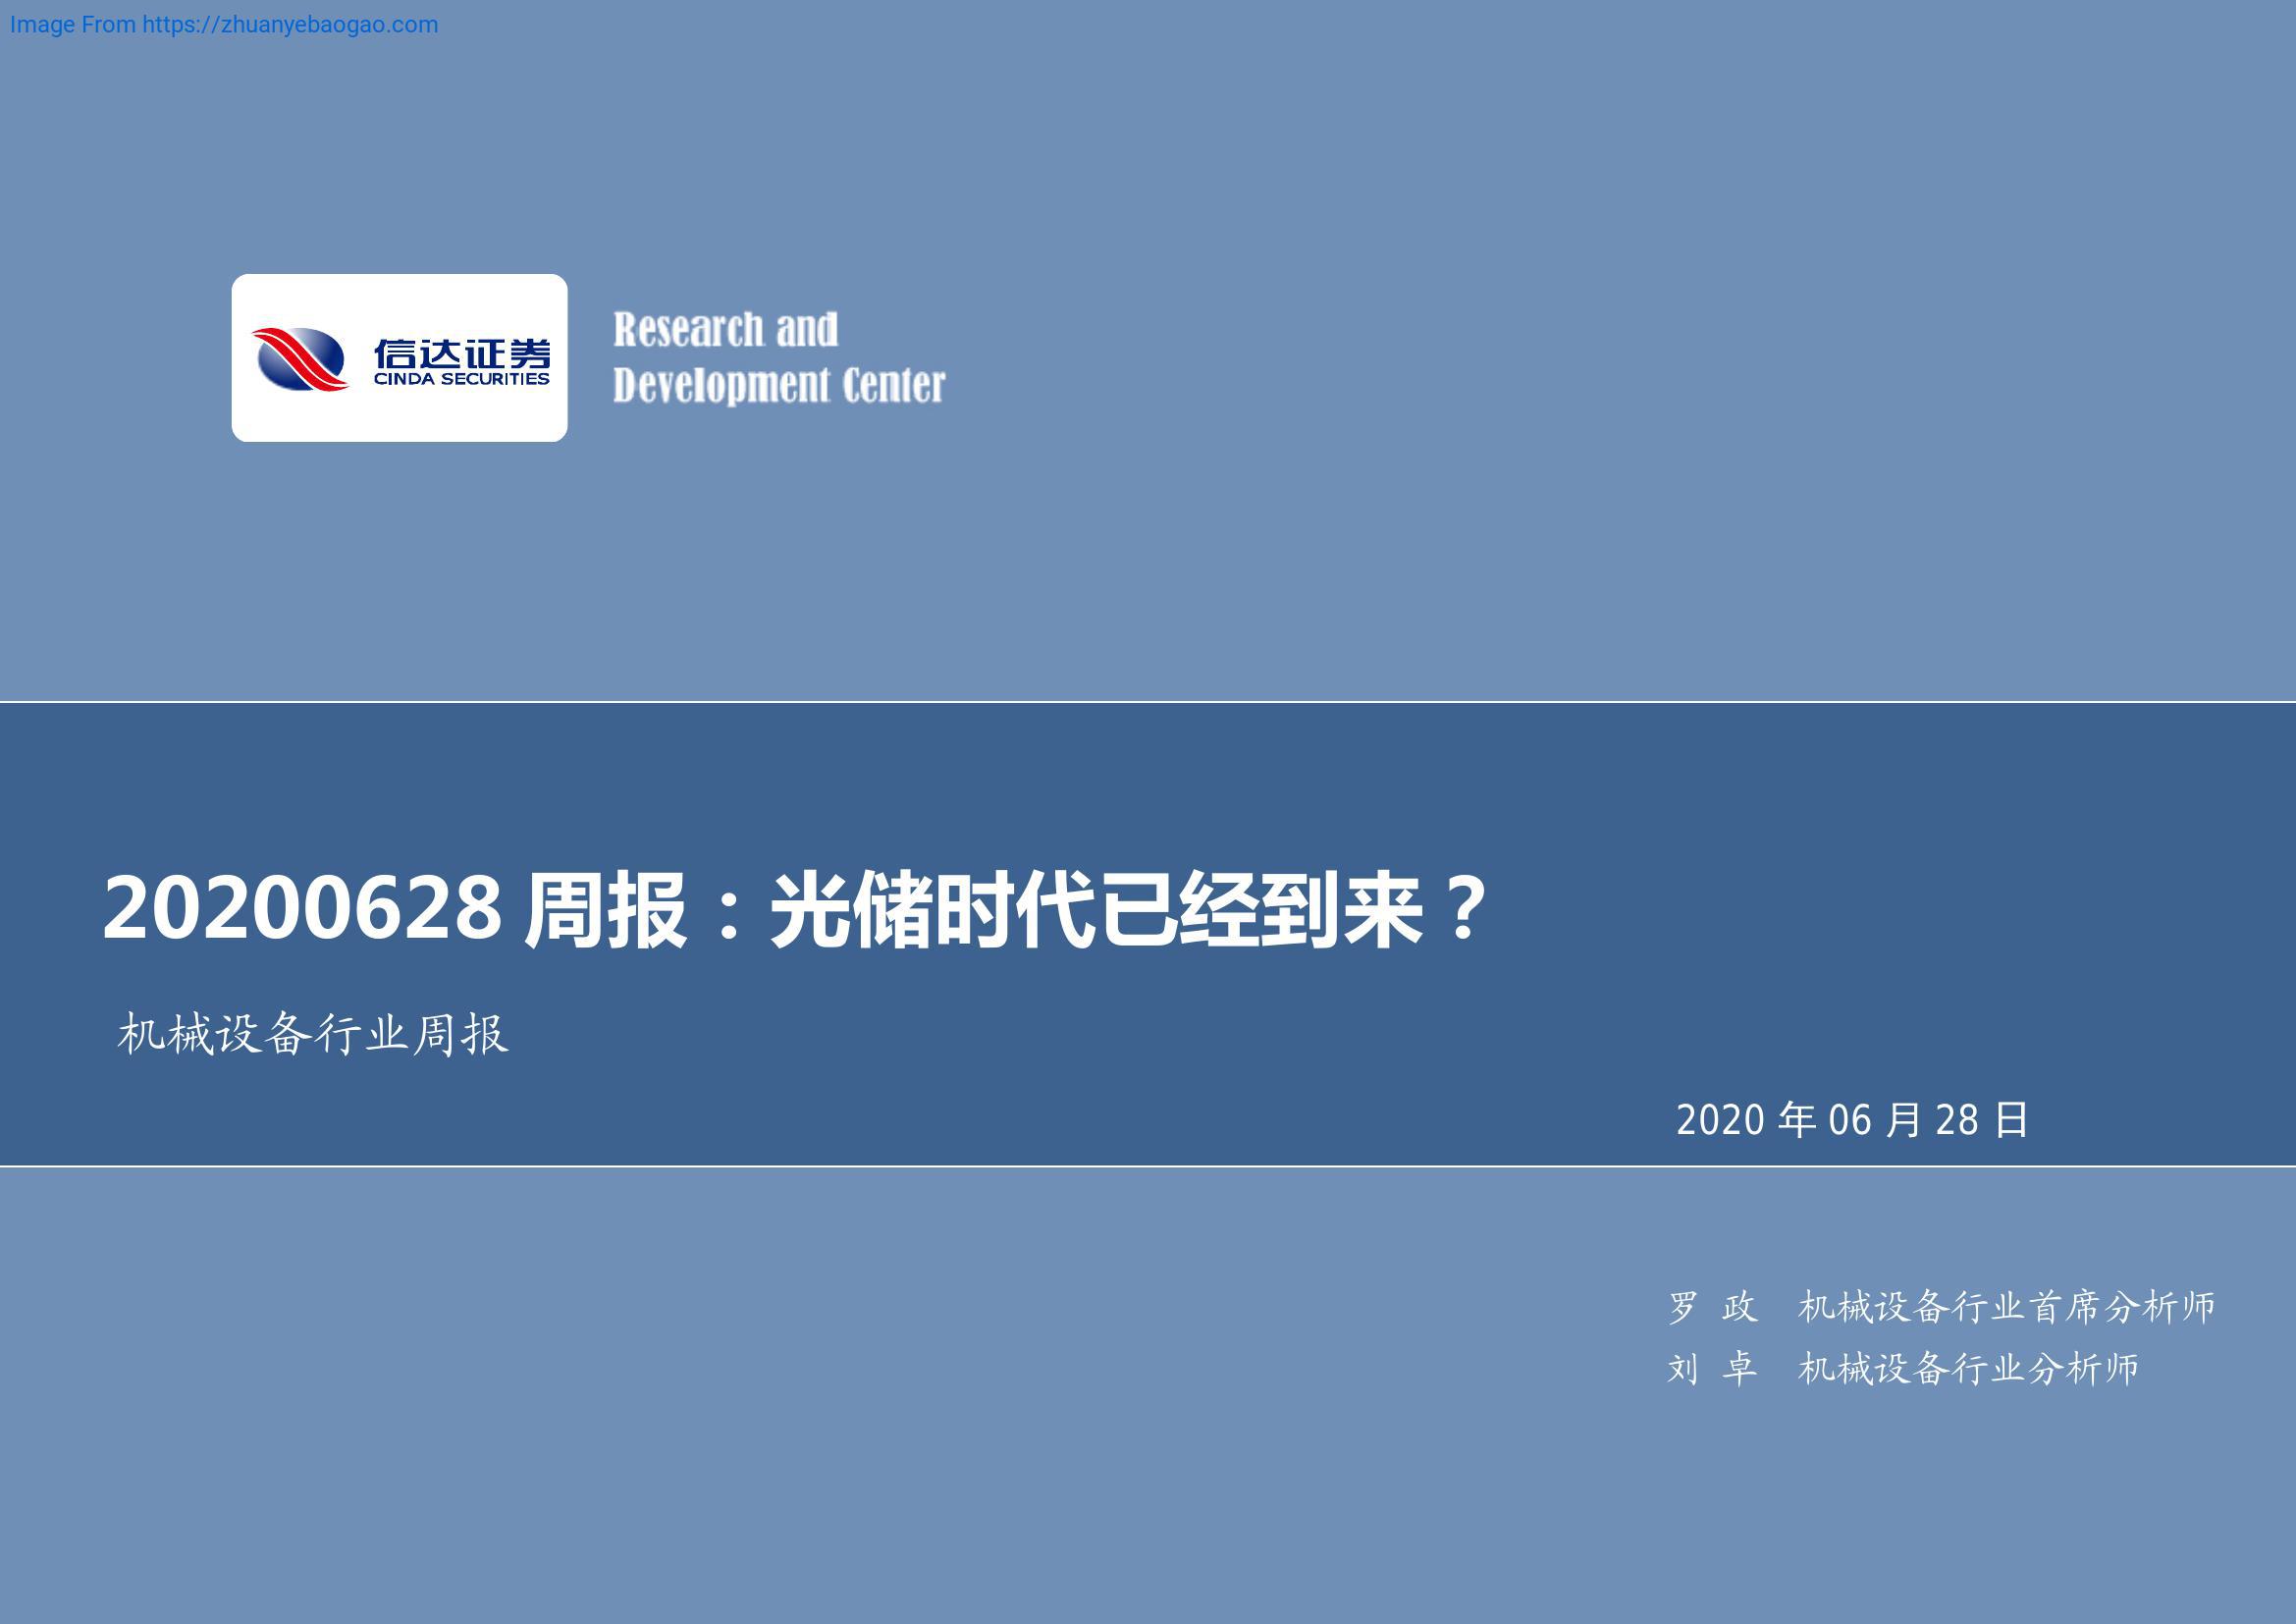 Image From https://zhuanyebaogao.com
信达证券
CINDA SECURITIES
Research and
Development Center
20200628 周报：光储时代已经到来？
机械设备行业周报
2020 年 06 月 28 日
罗 政 机械设备行业首席分析师
刘 卓 机械设备行业分析师